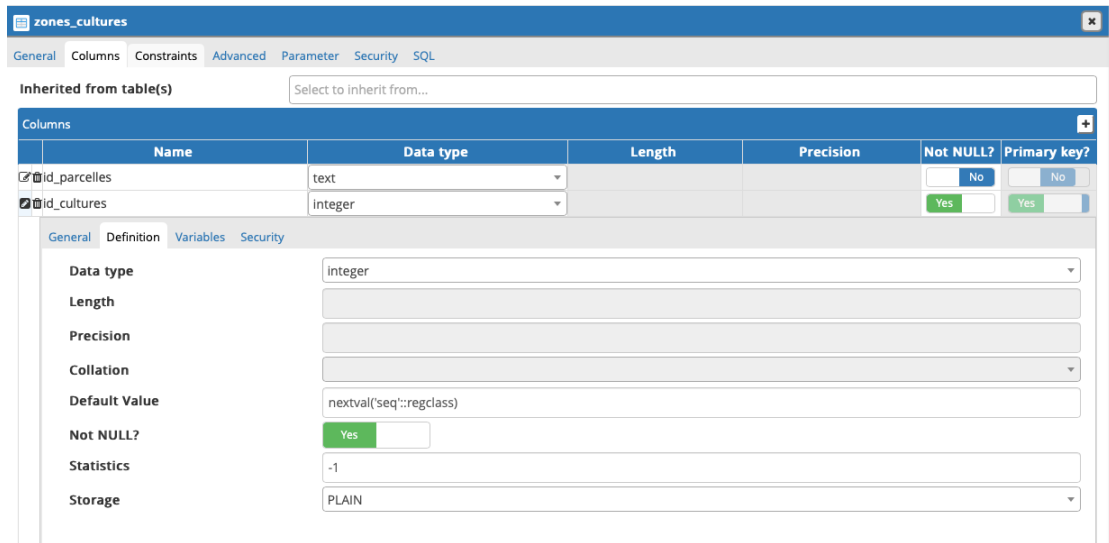 zones_cultures
General Columns Constraints Advanced Parameter Security SQL
Inherited from table(s) Select to inherit from...
Columns
Name Data type Length Precision Not NULL? Primary key?
id_parcelles text No No
id_cultures integer Yes Yes
General Definition Variables Security
Data type integer
Length
Precision
Collation
Default Value nextval('seq'::regclass)
Not NULL? Yes
Statistics -1
Storage PLAIN